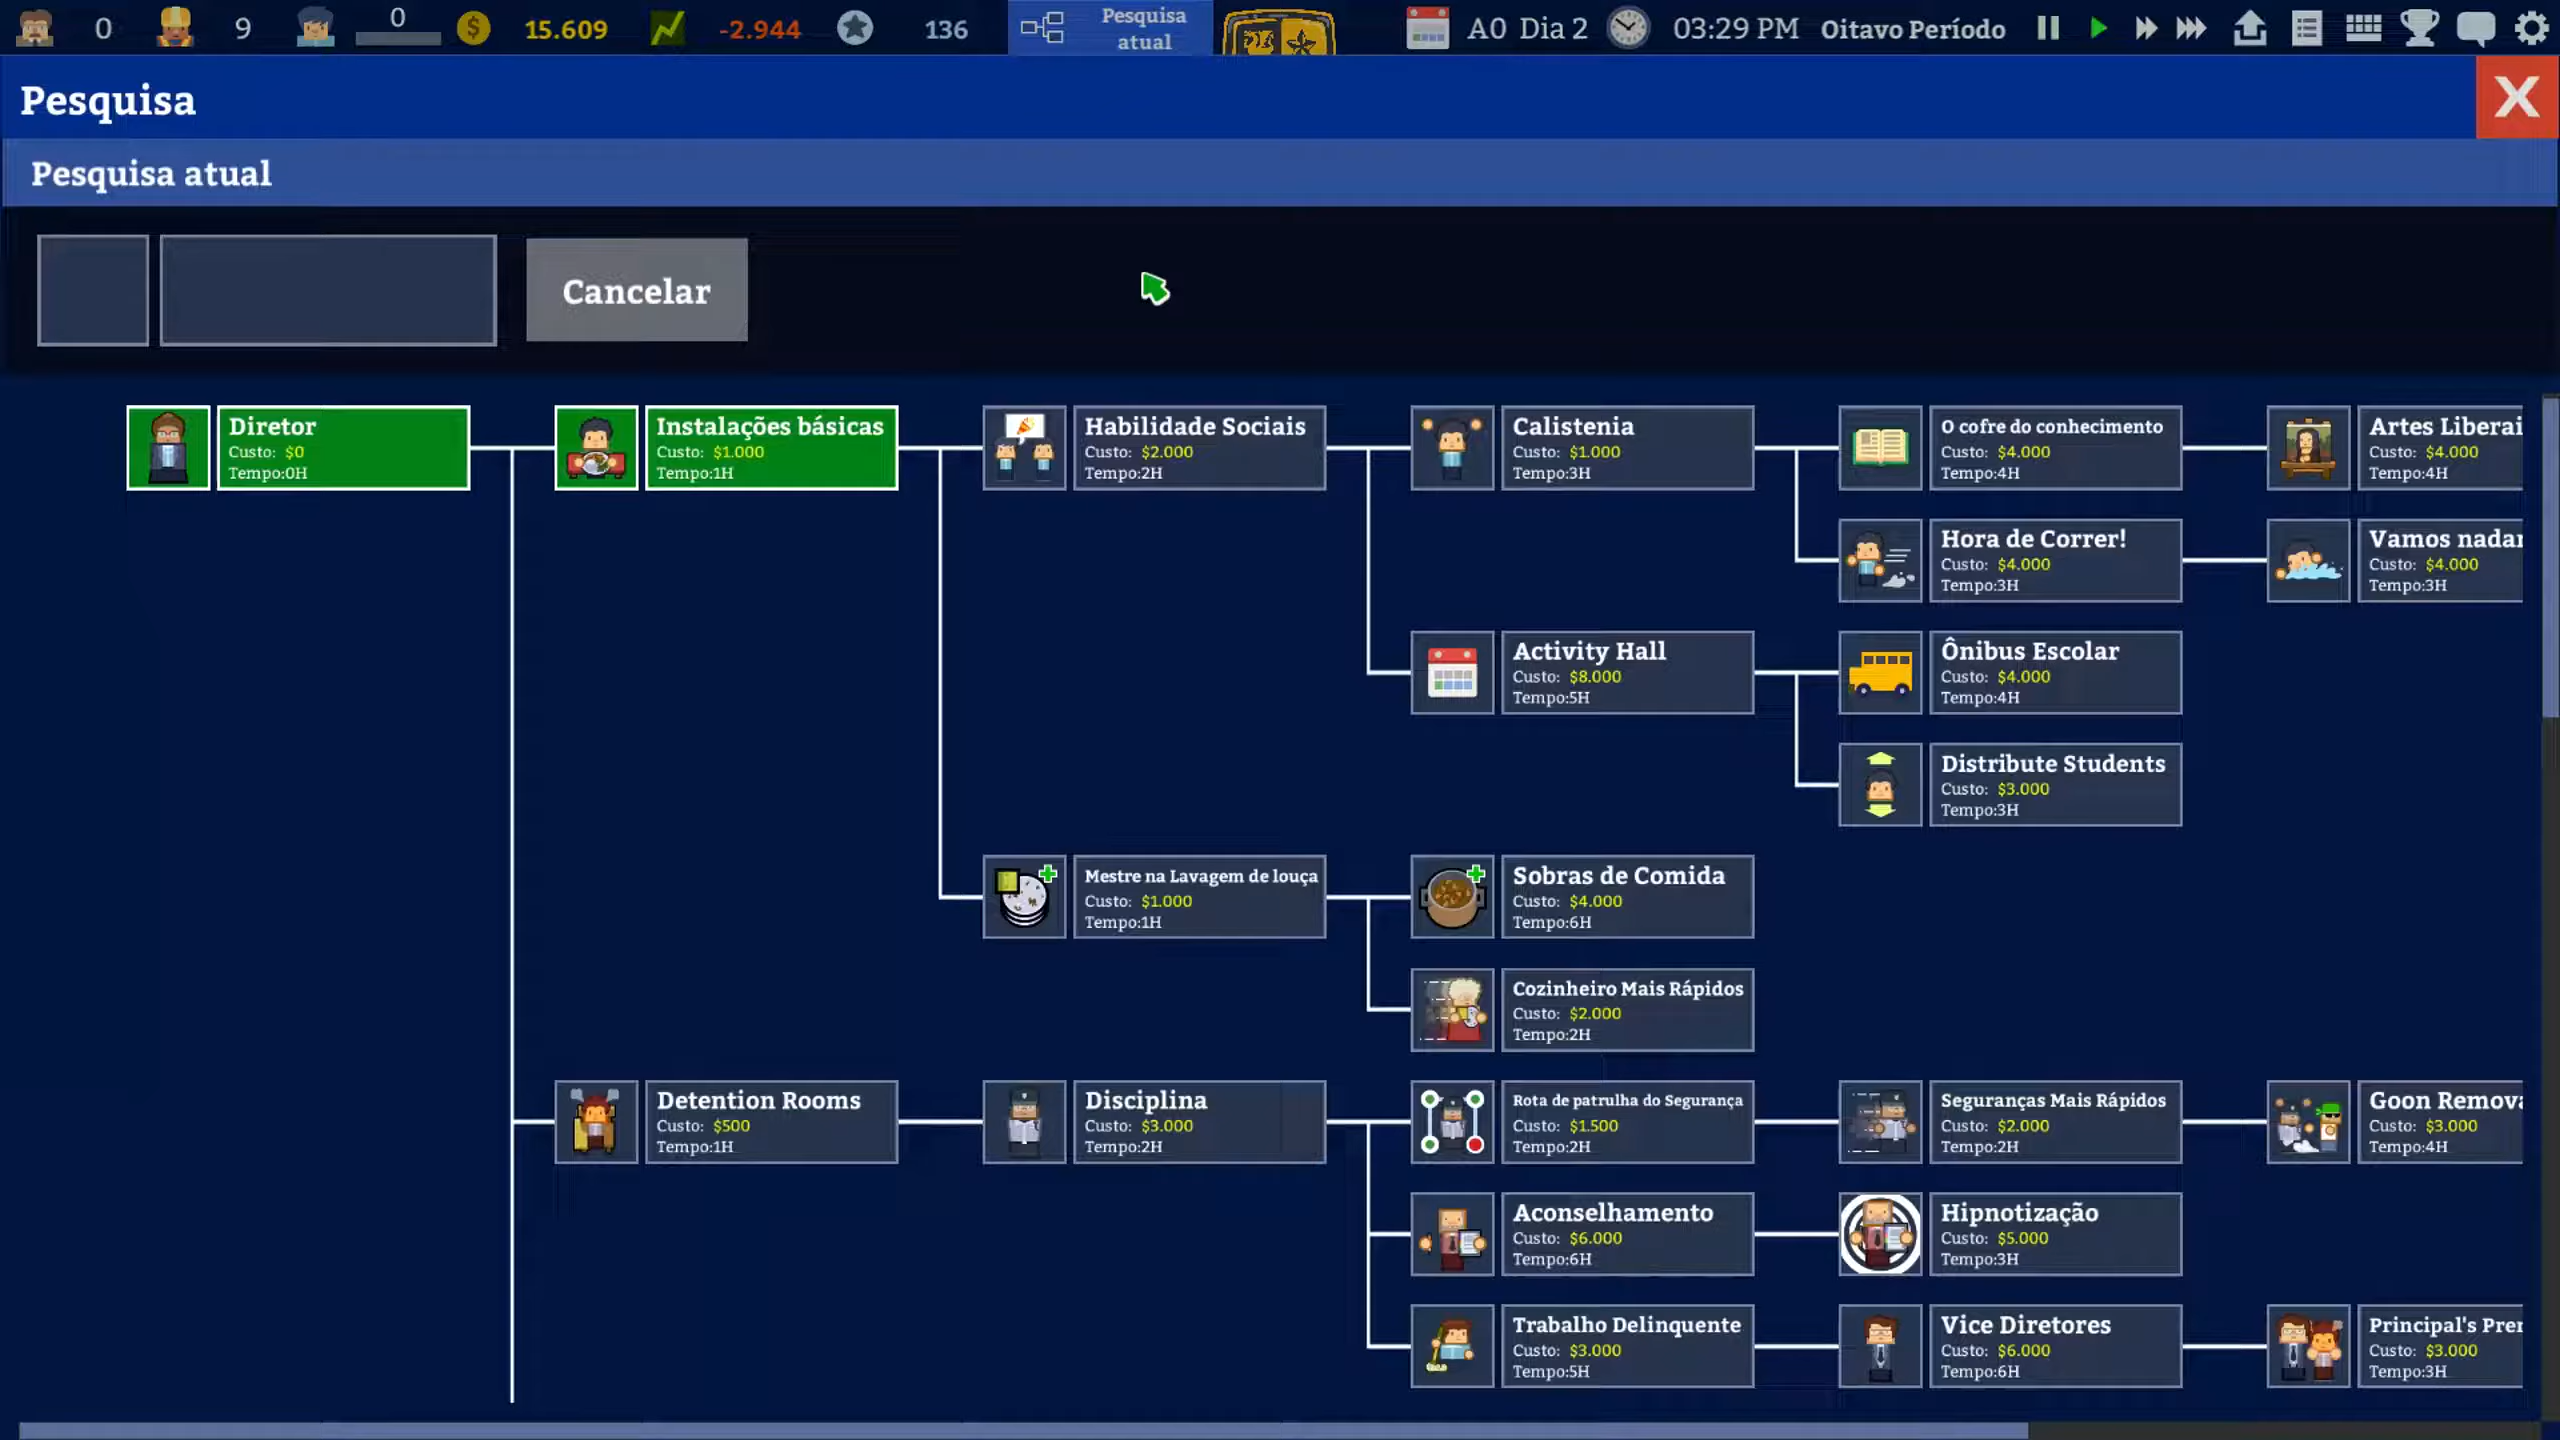 0
9
0
15.609
-2.944
136
Pesquisa
atual
A0 Dia 2
03:29 PM
Oitavo Período
Pesquisa
X
Pesquisa atual
Cancelar
Diretor
Custo: $0
Tempo:0H
Instalações básicas
Custo: $1.000
Tempo:1H
Habilidade Sociais
Custo: $2.000
Tempo:2H
Calistenia
Custo: $1.000
Tempo:3H
O cofre do conhecimento
Custo: $4.000
Tempo:4H
Artes Liberai
Custo: $4.000
Tempo:4H
Hora de Correr!
Custo: $4.000
Tempo:3H
Vamos nadar
Custo: $4.000
Tempo:3H
Activity Hall
Custo: $8.000
Tempo:5H
Ônibus Escolar
Custo: $4.000
Tempo:4H
Distribute Students
Custo: $3.000
Tempo:3H
Mestre na Lavagem de louça
Custo: $1.000
Tempo:1H
Sobras de Comida
Custo: $4.000
Tempo:6H
Cozinheiro Mais Rápidos
Custo: $2.000
Tempo:2H
Detention Rooms
Custo: $500
Tempo:1H
Disciplina
Custo: $3.000
Tempo:2H
Rota de patrulha do Segurança
Custo: $1.500
Tempo:2H
Seguranças Mais Rápidos
Custo: $2.000
Tempo:2H
Goon Remova
Custo: $3.000
Tempo:4H
Aconselhamento
Custo: $6.000
Tempo:6H
Hipnotização
Custo: $5.000
Tempo:3H
Trabalho Delinquente
Custo: $3.000
Tempo:5H
Vice Diretores
Custo: $6.000
Tempo:6H
Principal's Prer
Custo: $3.000
Tempo:3H